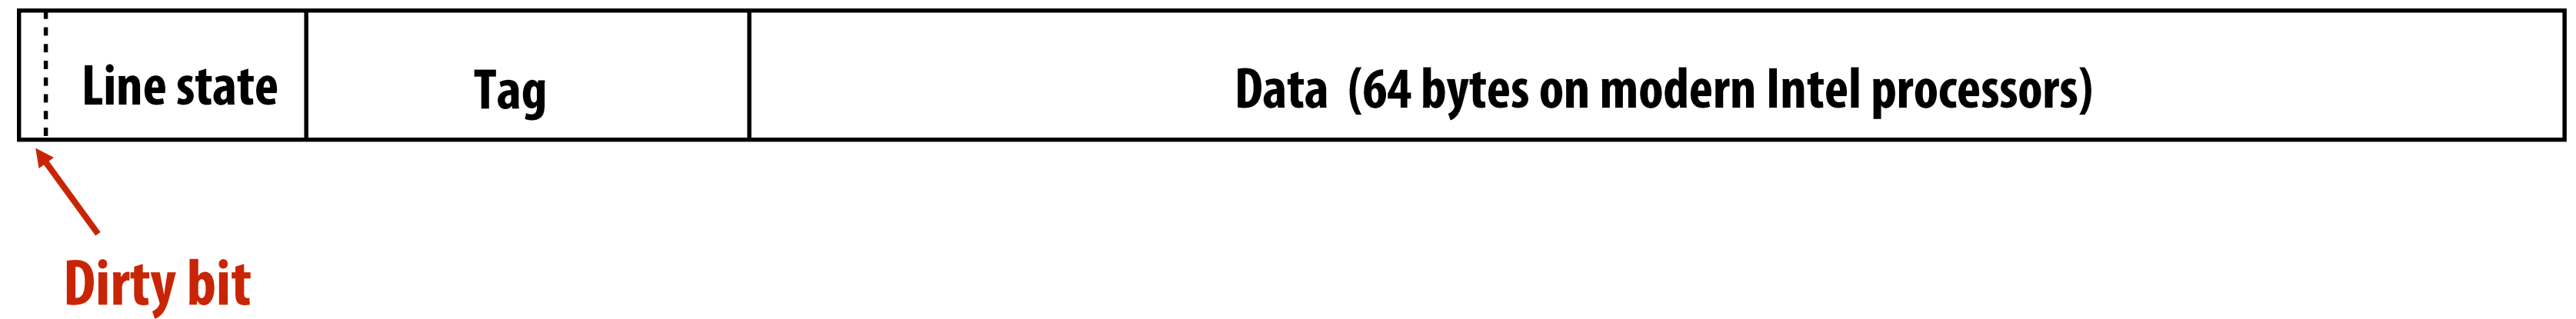 Line state
Tag
Data (64 bytes on modern Intel processors)
Dirty bit